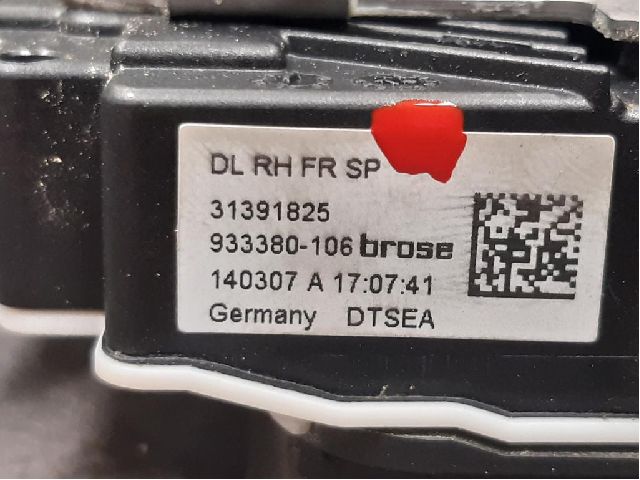 DL RH FR SP
31391825
933380-106 brose
140307 A 17:07:41
Germany DTSEA